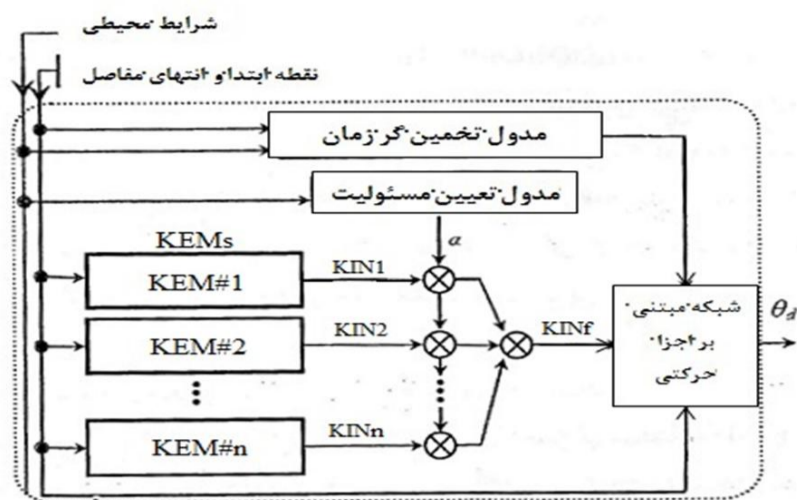 شرایط محیطی
نقطه ابتدا و انتهای مفاصل
مدول تخمین گر زمان
مدول تعیین مسئولیت
α
KEMs
KEM#1
KIN1
KEM#2
KIN2
KINf
شبکه مبتنی
بر اجزا
حرکتی
θd
KEM#n
KINn